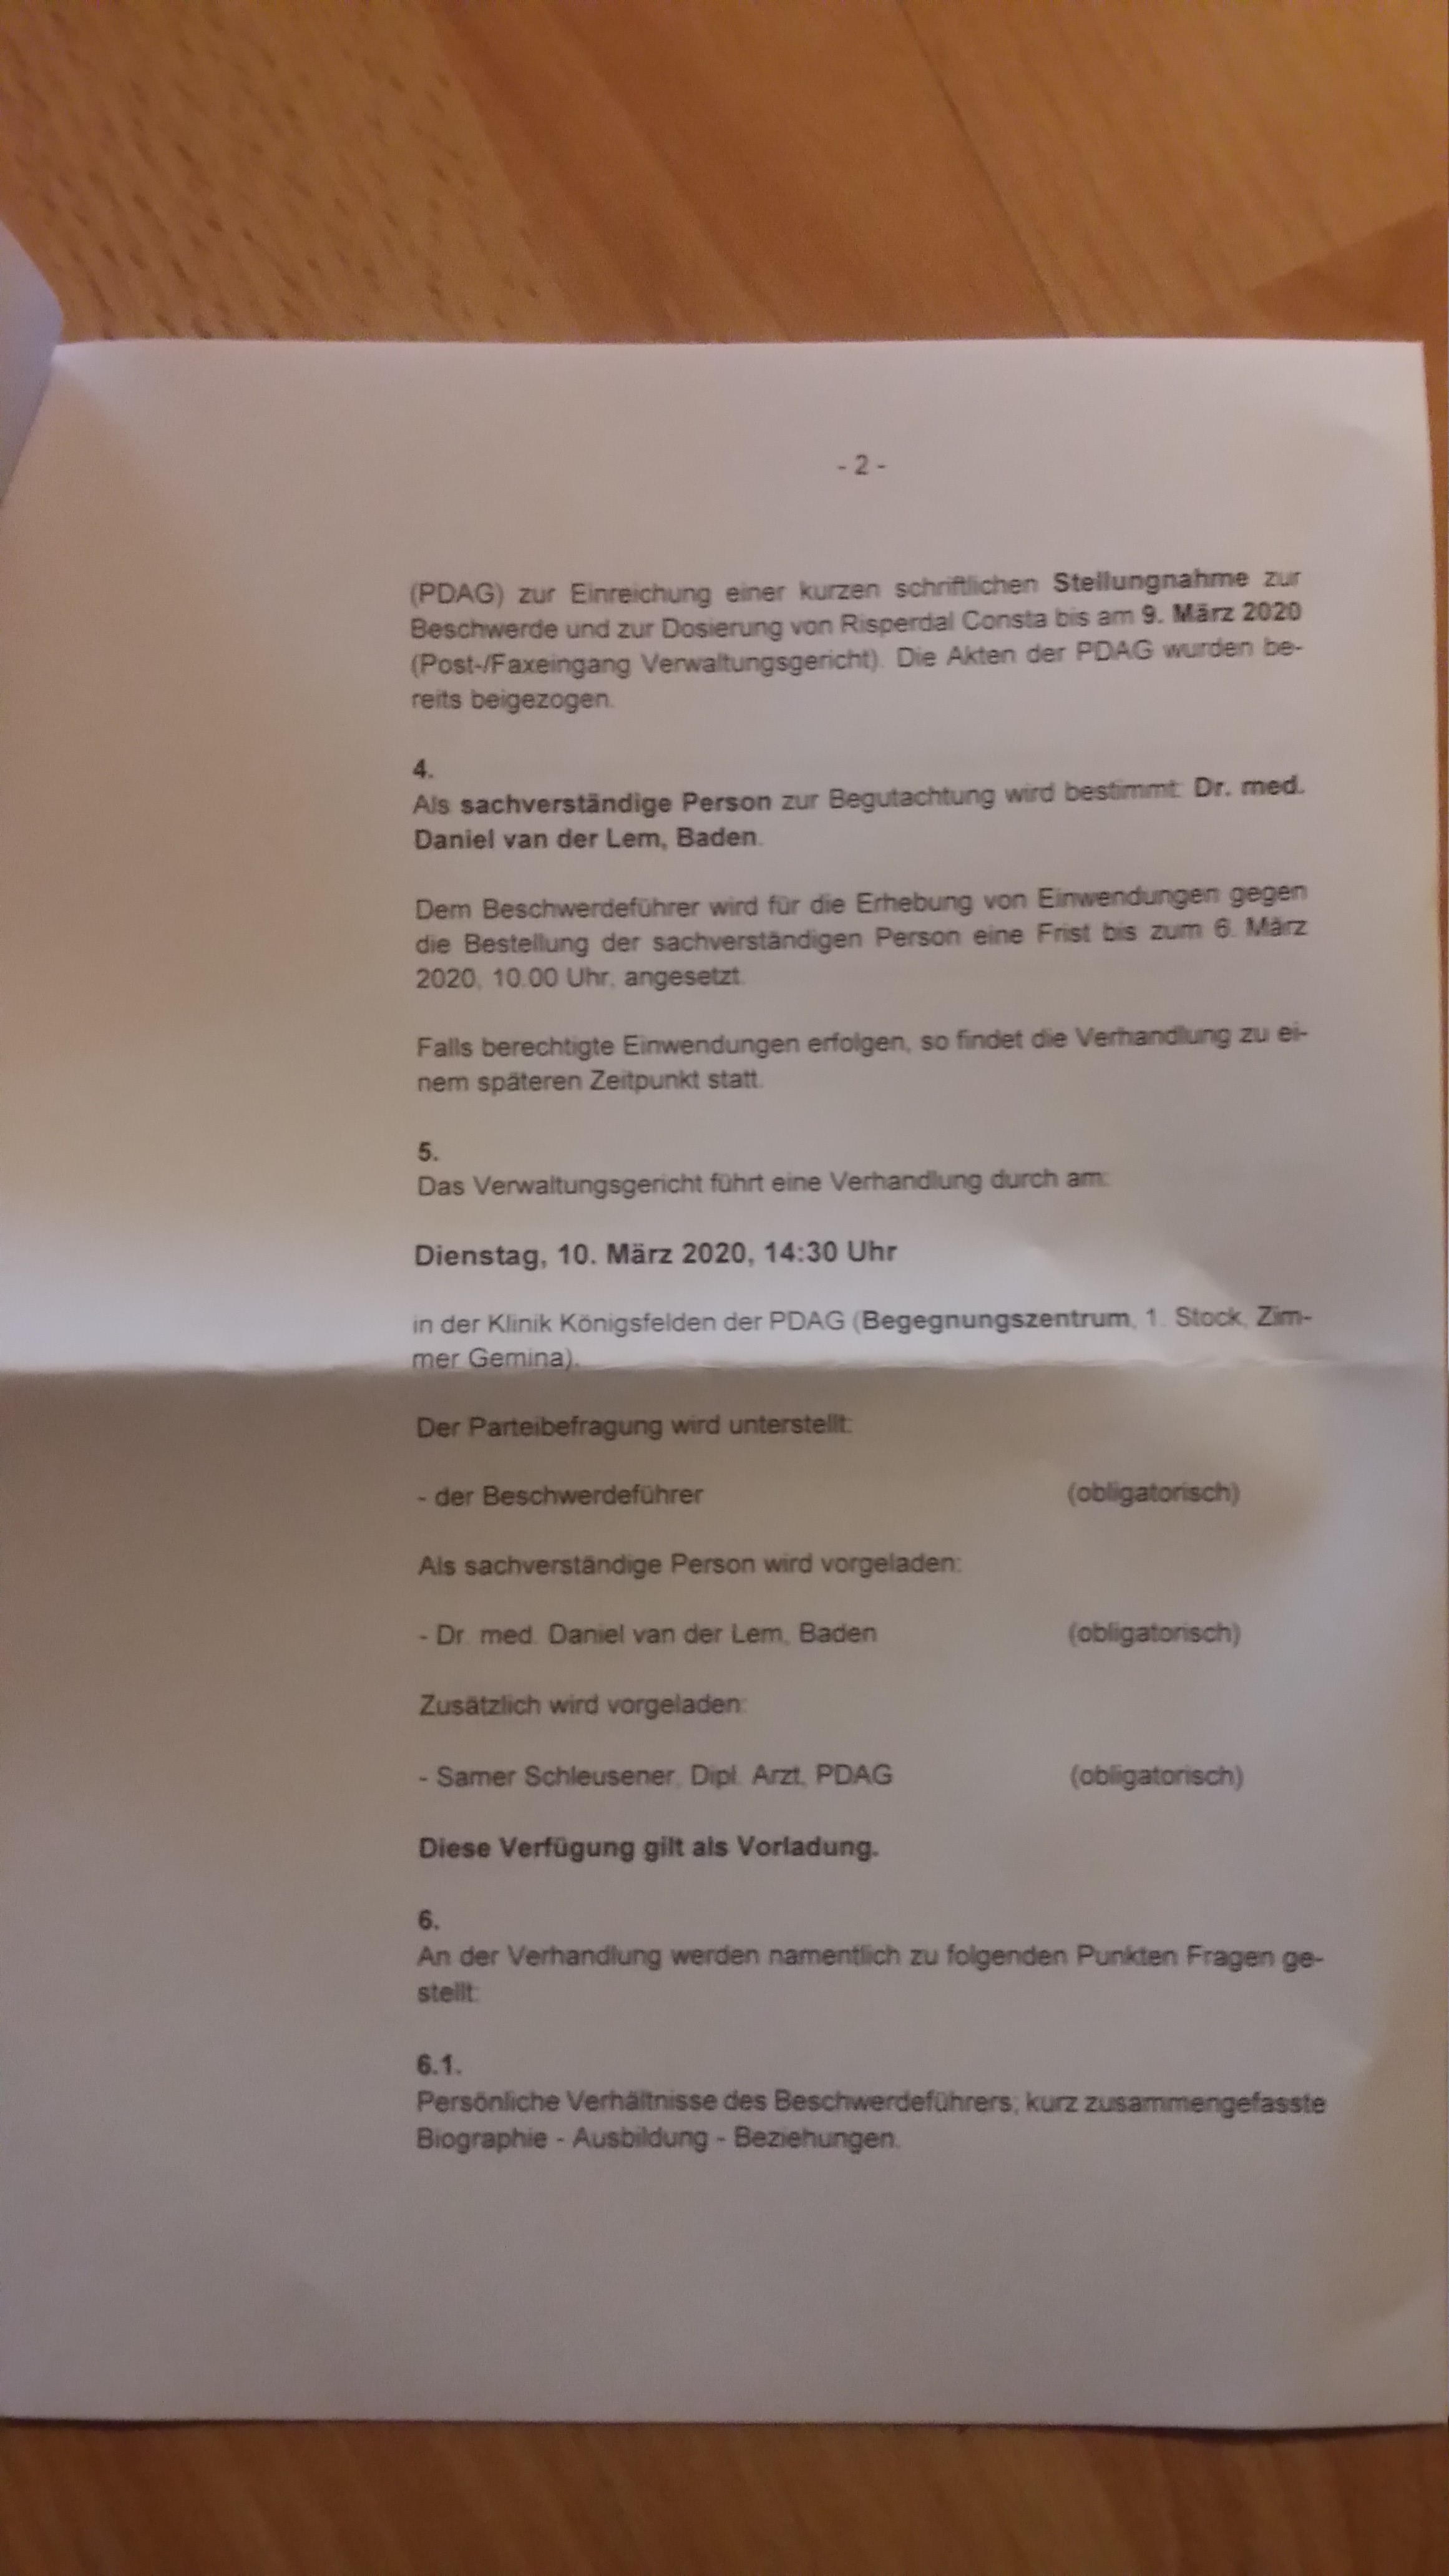 - 2 -
(PDAG) zur Einreichung einer kurzen schriftlichen Stellungnahme zur
Beschwerde und zur Dosierung von Risperdal Consta bis am 9. März 2020
(Post-/Faxeingang Verwaltungsgericht). Die Akten der PDAG wurden be-
reits beigezogen.
4.
Als sachverständige Person zur Begutachtung wird bestimmt: Dr. med.
Daniel van der Lem, Baden.
Dem Beschwerdeführer wird für die Erhebung von Einwendungen gegen
die Bestellung der sachverständigen Person eine Frist bis zum 6. März
2020, 10.00 Uhr, angesetzt.
Falls berechtigte Einwendungen erfolgen, so findet die Verhandlung zu ei-
nem späteren Zeitpunkt statt.
5.
Das Verwaltungsgericht führt eine Verhandlung durch am:
Dienstag, 10. März 2020, 14:30 Uhr
in der Klinik Königsfelden der PDAG (Begegnungszentrum, 1. Stock, Zim-
mer Gemina).
Der Parteibefragung wird unterstellt:
- der Beschwerdeführer (obligatorisch)
Als sachverständige Person wird vorgeladen:
- Dr. med. Daniel van der Lem, Baden (obligatorisch)
Zusätzlich wird vorgeladen:
- Samer Schleusener, Dipl. Arzt, PDAG (obligatorisch)
Diese Verfügung gilt als Vorladung.
6.
An der Verhandlung werden namentlich zu folgenden Punkten Fragen ge-
stellt:
6.1.
Persönliche Verhältnisse des Beschwerdeführers; kurz zusammengefasste
Biographie - Ausbildung - Beziehungen.